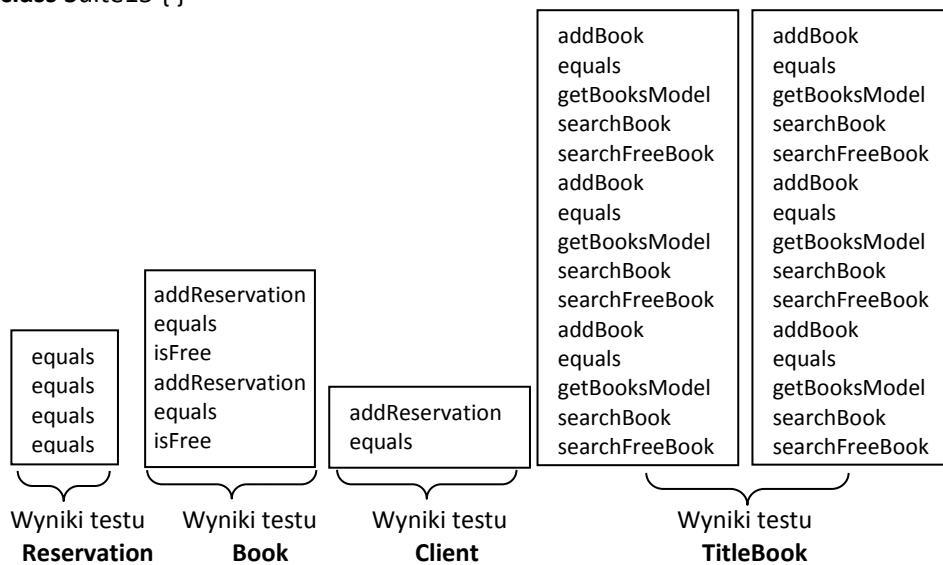 class { }
equals
equals
equals
equals
Wyniki testu
Reservation
addReservation
equals
isFree
addReservation
equals
isFree
Wyniki testu
Book
addReservation
equals
Wyniki testu
Client
addBook
equals
getBooksModel
searchBook
searchFreeBook
addBook
equals
getBooksModel
searchBook
searchFreeBook
addBook
equals
getBooksModel
searchBook
searchFreeBook
addBook
equals
getBooksModel
searchBook
searchFreeBook
addBook
equals
getBooksModel
searchBook
searchFreeBook
addBook
equals
getBooksModel
searchBook
searchFreeBook
Wyniki testu
TitleBook